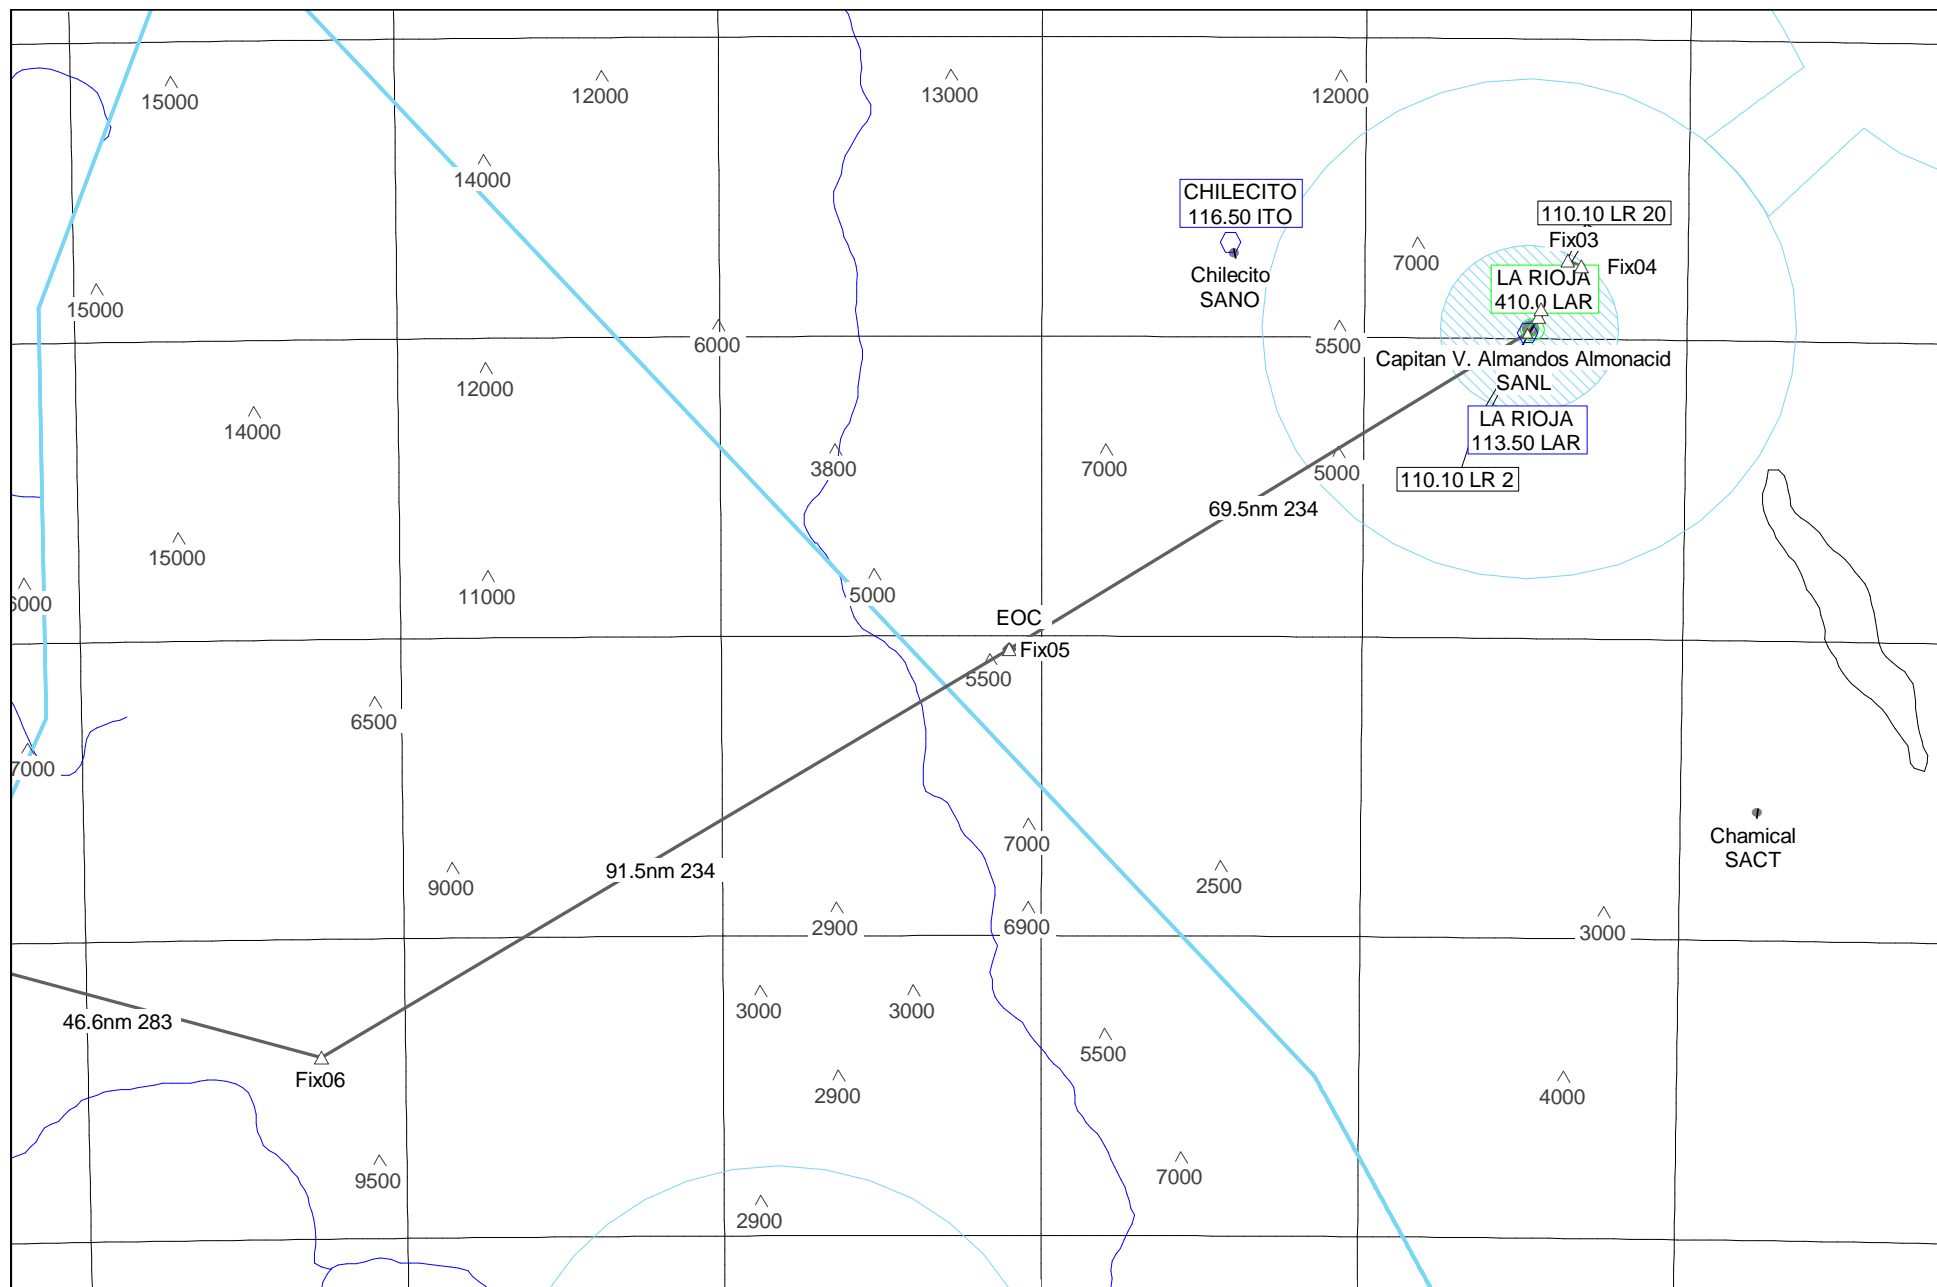 15000
12000
13000
12000
14000
CHILECITO
116.50 ITO
110.10 LR 20
Fix03
7000
Fix04
Chilecito
SANO
LA RIOJA
410.0 LAR
15000
6000
5500
Capitan V. Almandos Almonacid
SANL
12000
14000
LA RIOJA
113.50 LAR
3800
7000
5000
110.10 LR 2
69.5nm 234
15000
6000
11000
5000
EOC
Fix05
5500
6500
7000
7000
Chamical
SACT
91.5nm 234
9000
2500
2900
6900
3000
46.6nm 283
3000
3000
5500
Fix06
2900
4000
9500
7000
2900